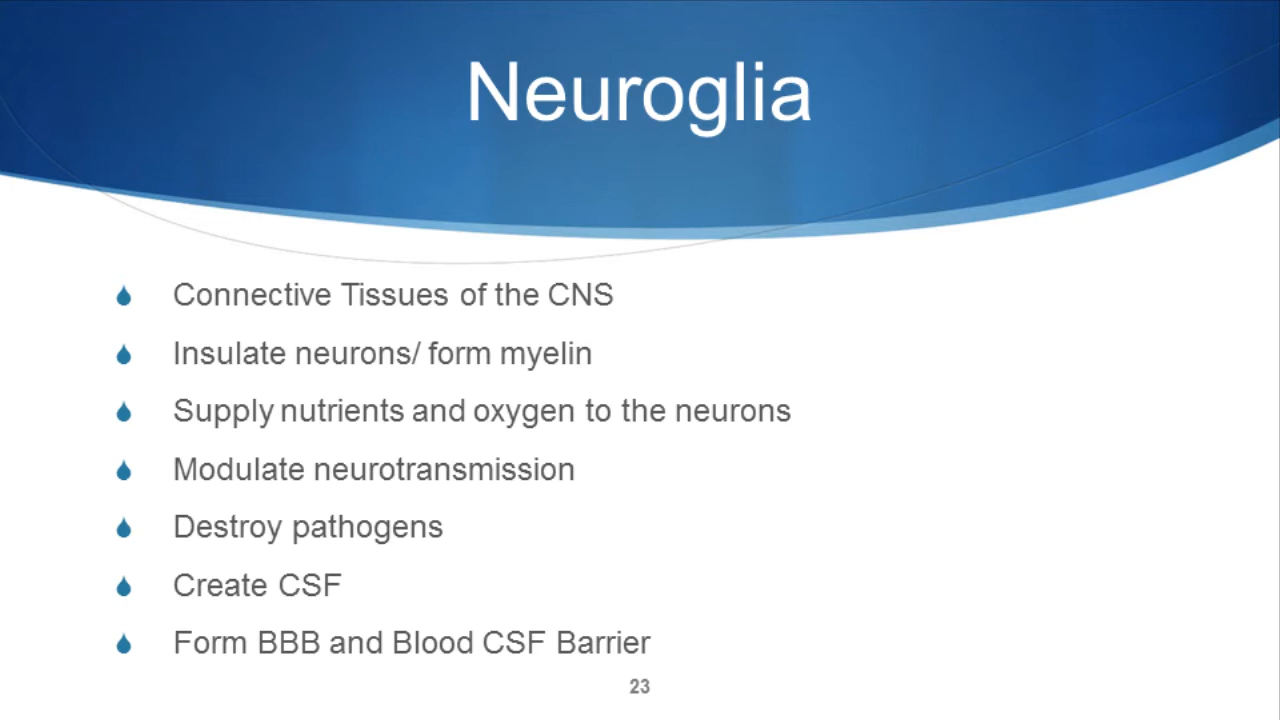 Neuroglia
Connective Tissues of the CNS
Insulate neurons/ form myelin
Supply nutrients and oxygen to the neurons
Modulate neurotransmission
Destroy pathogens
Create CSF
Form BBB and Blood CSF Barrier
23